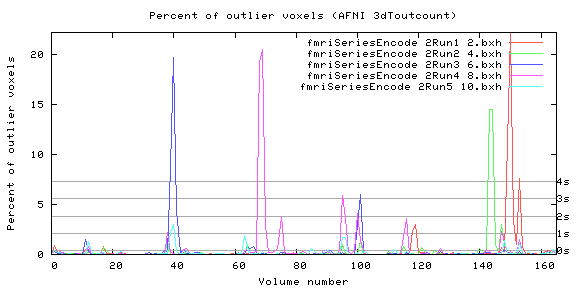 Percent of outlier voxels (AFNI 3dToutcount)
fmriSeriesEncode 2Run1 2.bxh
fmriSeriesEncode 2Run2 4.bxh
fmriSeriesEncode 2Run3 6.bxh
fmriSeriesEncode 2Run4 8.bxh
fmriSeriesEncode 2Run5 10.bxh
Percent of outlier voxels
20
15
10
5
0
4s
3s
2s
1s
0s
0 20 40 60 80 100 120 140 160
Volume number